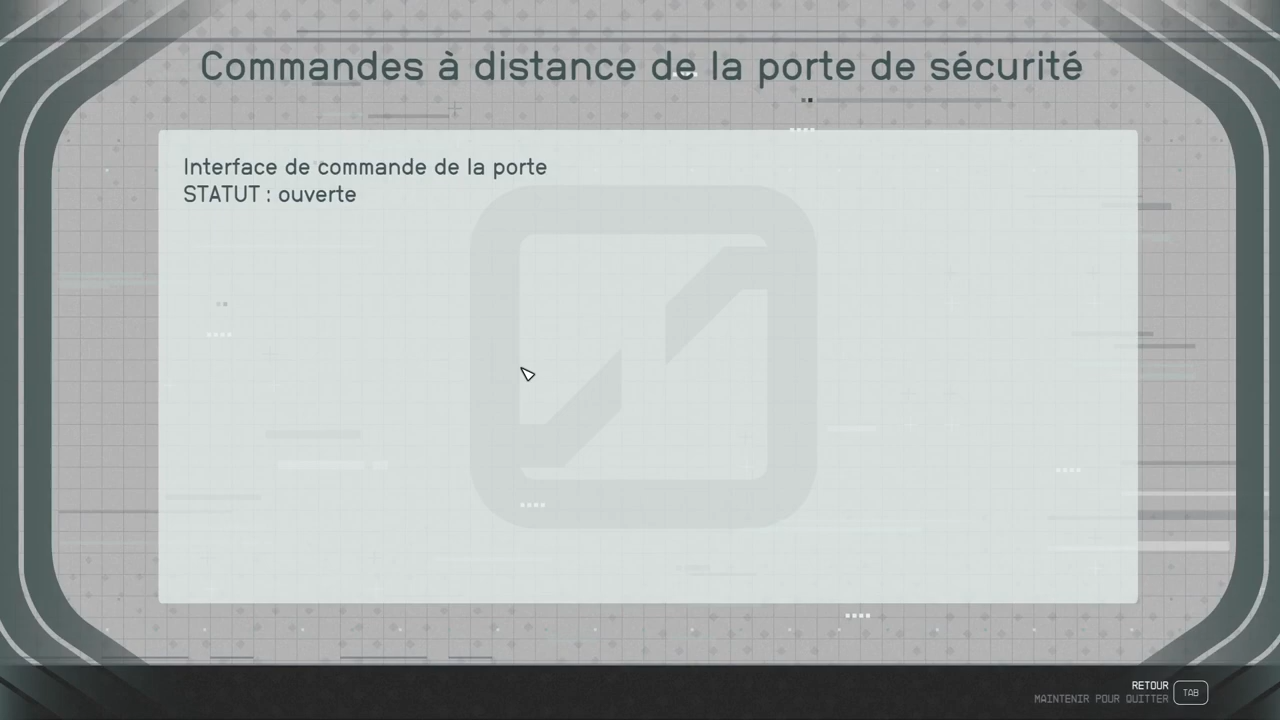 Commandes à distance de la porte de sécurité
Interface de commande de la porte
STATUT : ouverte
RETOUR
MAINTENIR POUR QUITTER
TAB